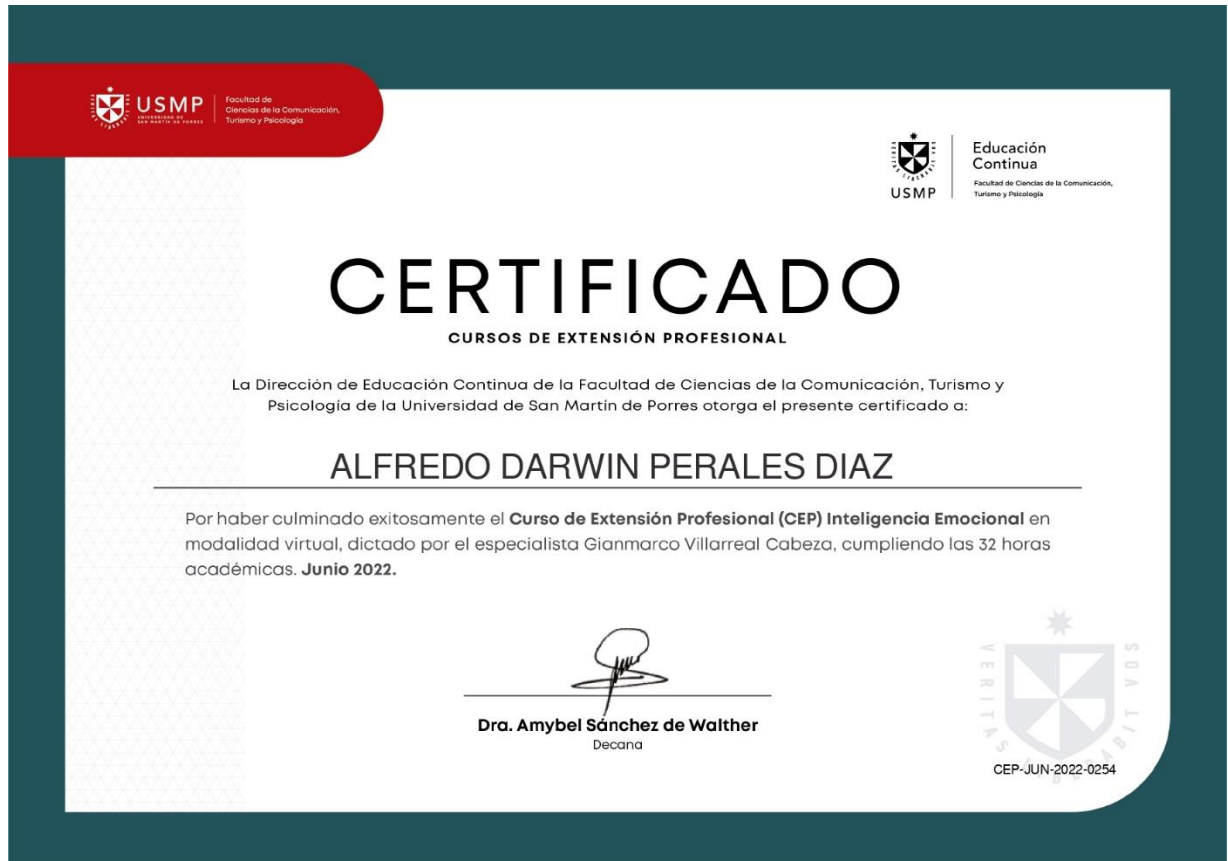 USMP
UNIVERSIDAD DE
SAN MARTIN DE PORRES
Facultad de
Ciencias de la Comunicación,
Turismo y Psicología
USMP
Educación
Continua
Facultad de Ciencias de la Comunicación,
Turismo y Psicología
CERTIFICADO
CURSOS DE EXTENSIÓN PROFESIONAL
La Dirección de Educación Continua de la Facultad de Ciencias de la Comunicación, Turismo y
Psicología de la Universidad de San Martín de Porres otorga el presente certificado a:
ALFREDO DARWIN PERALES DIAZ
Por haber culminado exitosamente el Curso de Extensión Profesional (CEP) Inteligencia Emocional en
modalidad virtual, dictado por el especialista Gianmarco Villarreal Cabeza, cumpliendo las 32 horas
académicas. Junio 2022.
Dra. Amybel Sánchez de Walther
Decana
VERITAS LIBERABIT VOS
CEP-JUN-2022-0254